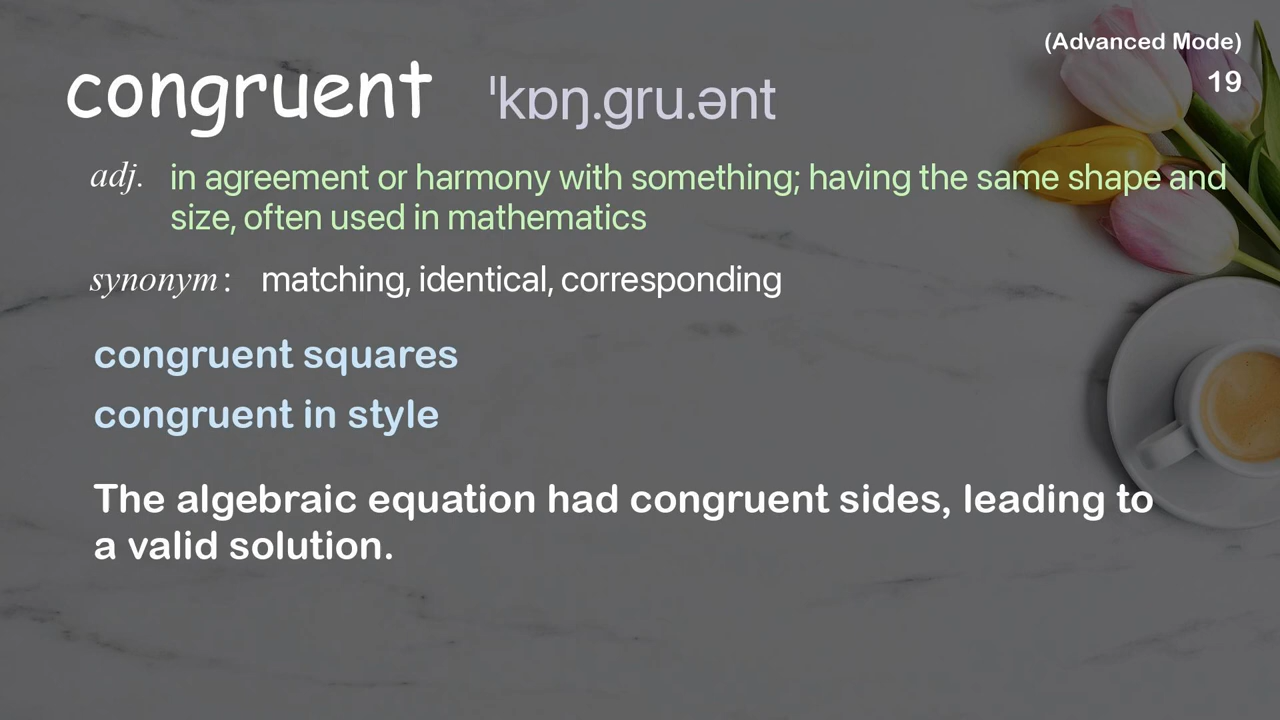 (Advanced Mode)
19
congruent ˈkɒŋ.gru.ənt
adj. in agreement or harmony with something; having the same shape and
size, often used in mathematics
synonym: matching, identical, corresponding
congruent squares
congruent in style
The algebraic equation had congruent sides, leading to
a valid solution.